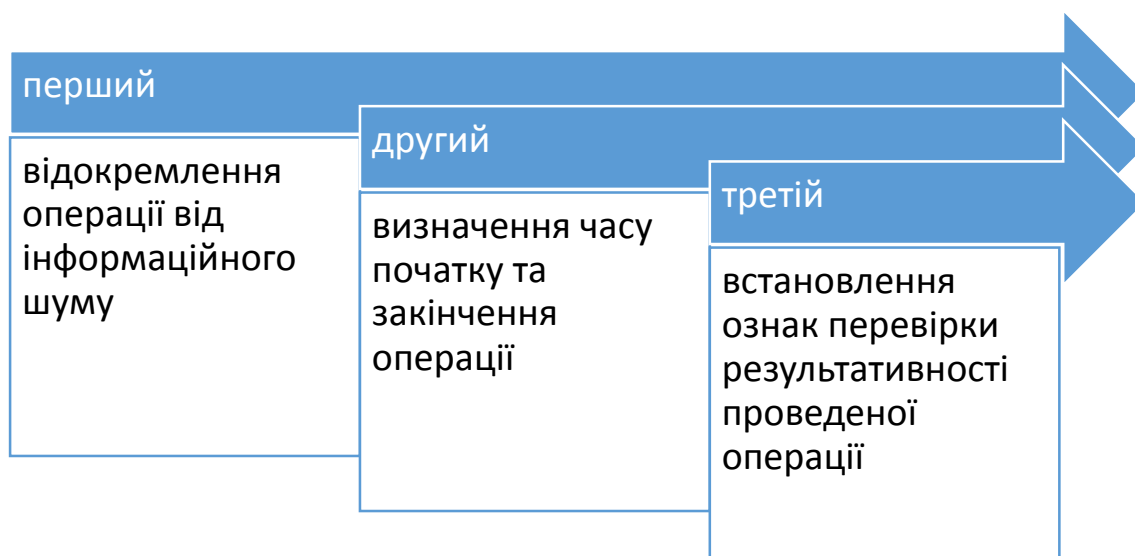 перший
відокремлення
операції від
інформаційного
шуму
другий
визначення часу
початку та
закінчення
операції
третій
встановлення
ознак перевірки
результативності
проведеної
операції